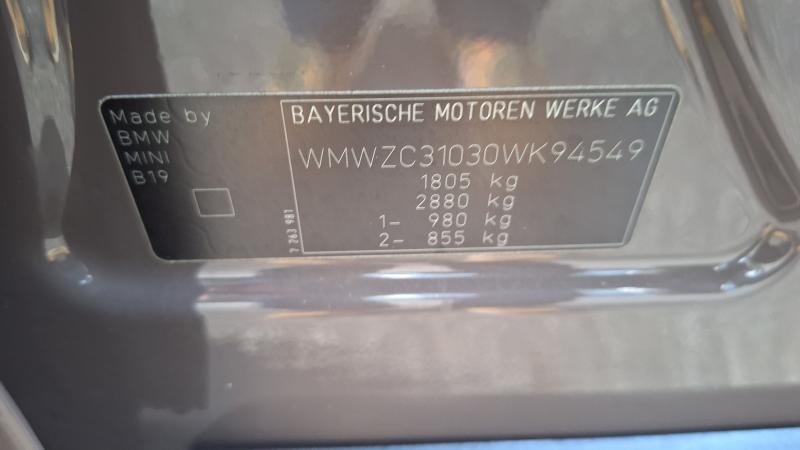 Made by
BMW
MINI
B19
7 263 981
BAYERISCHE MOTOREN WERKE AG
WMWZC31030WK94549
1805 kg
2880 kg
1- 980 kg
2- 855 kg